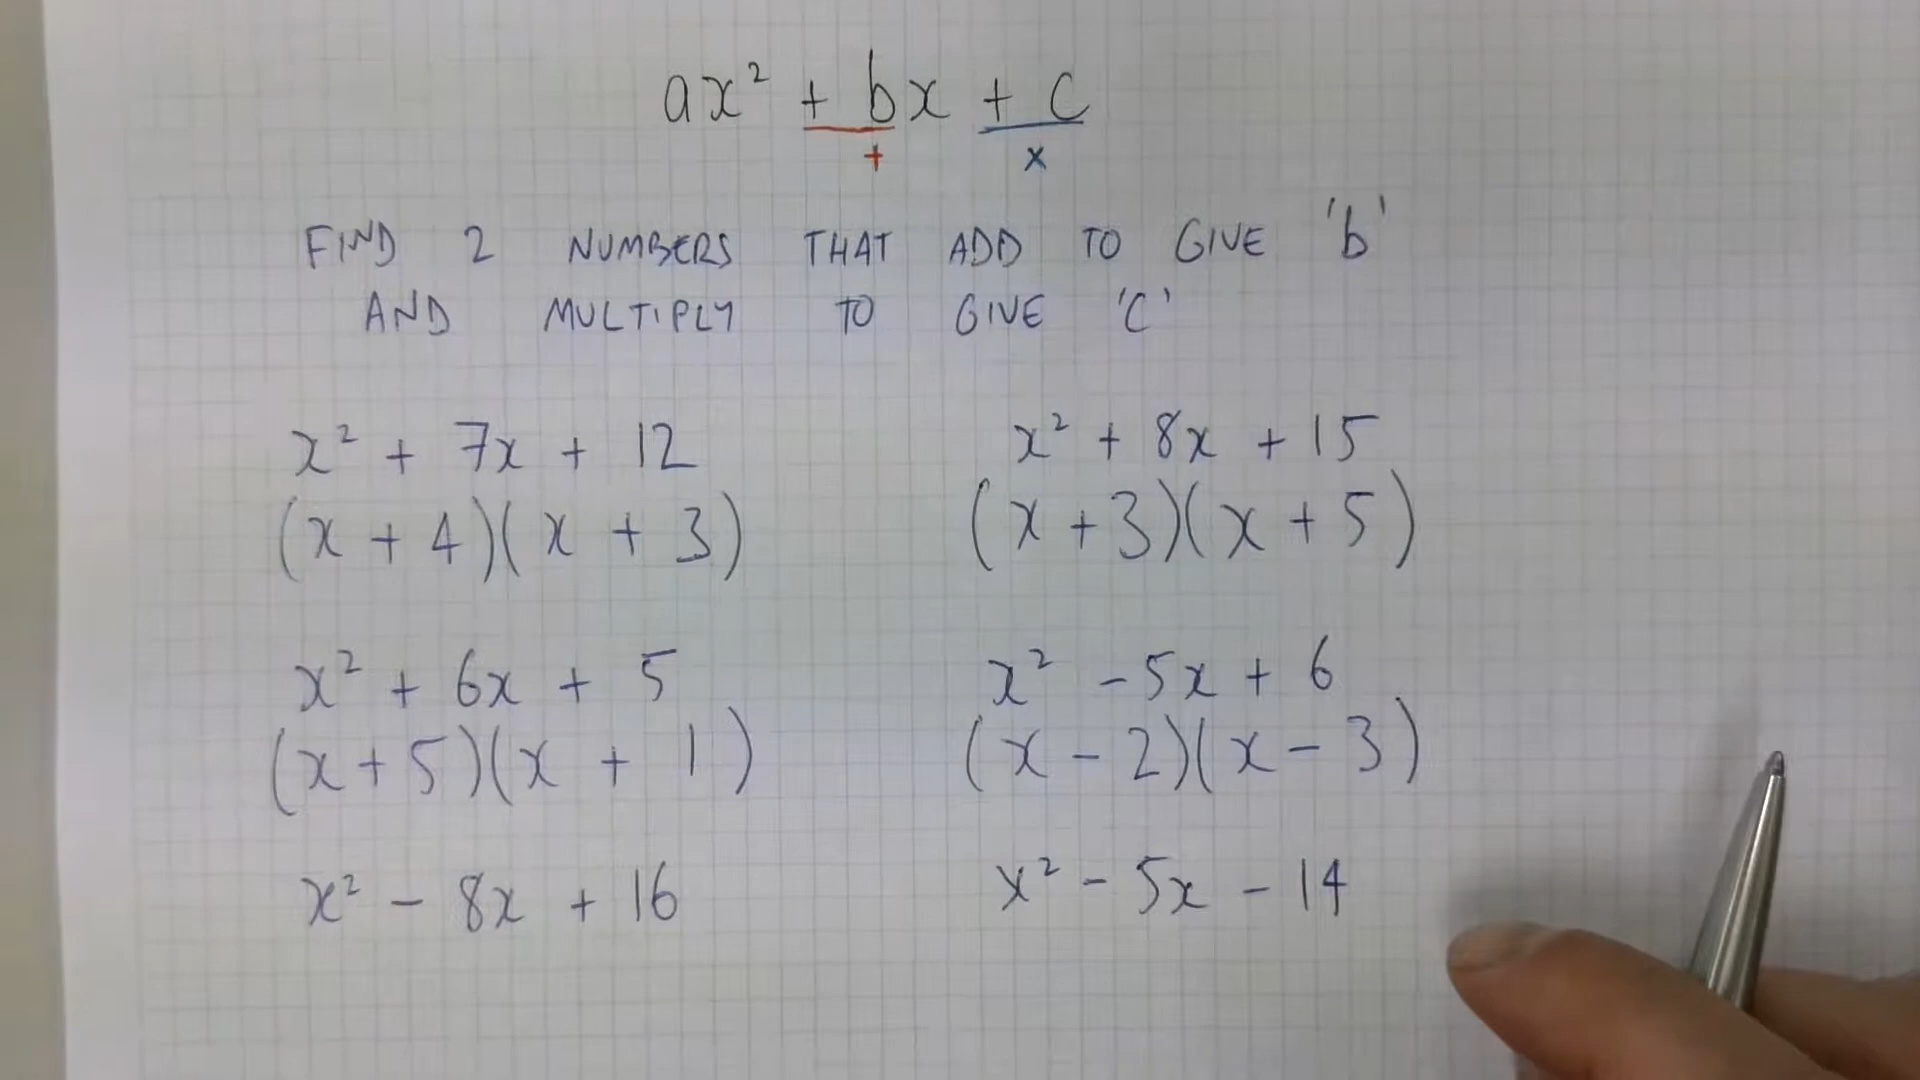 ax² + bx + c
+ x
FIND 2 NUMBERS THAT ADD TO GIVE 'b'
AND MULTIPLY TO GIVE 'C'
x² + 7x + 12
(x + 4)(x + 3)
x² + 8x + 15
(x + 3)(x + 5)
x² + 6x + 5
(x + 5)(x + 1)
x² - 5x + 6
(x - 2)(x - 3)
x² - 8x + 16
x² - 5x - 14